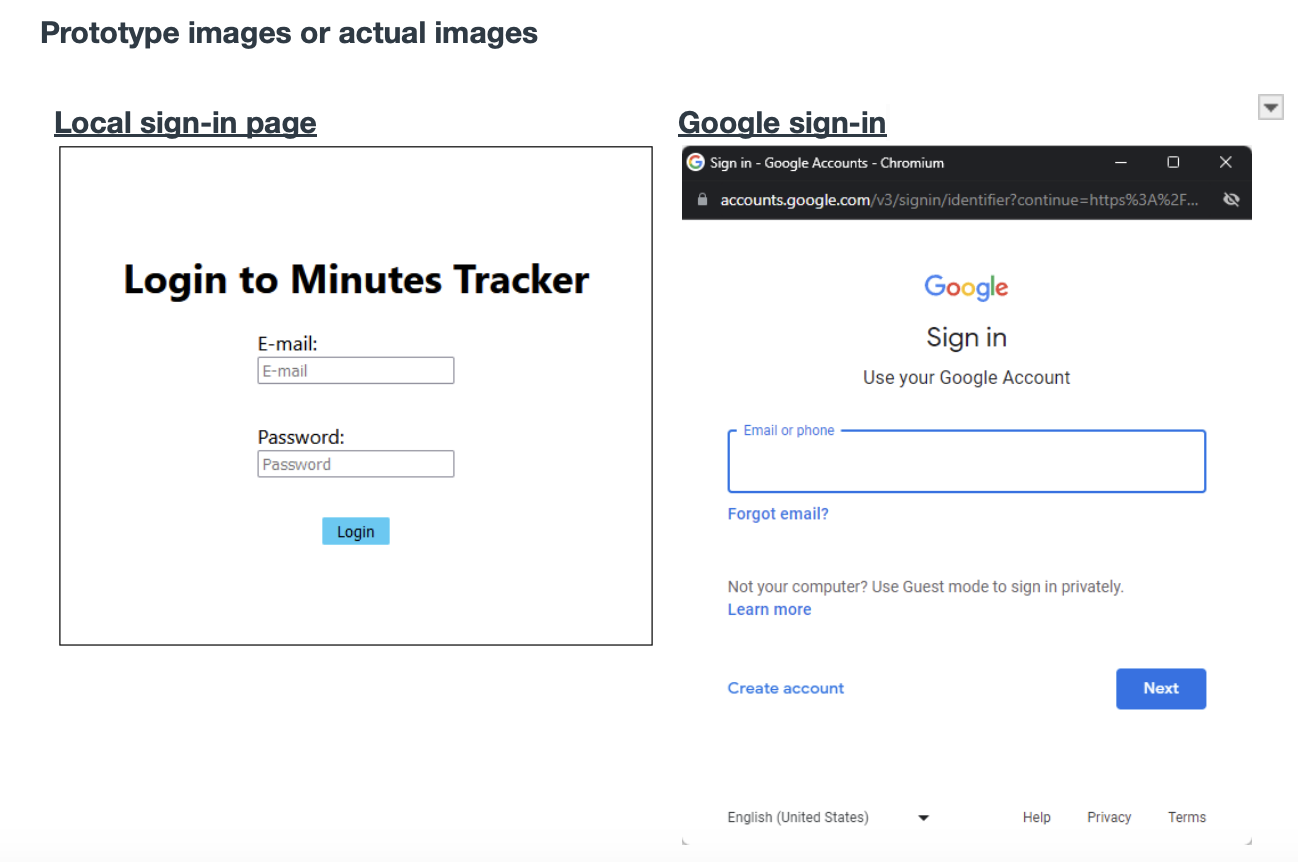 Prototype images or actual images
Local sign-in page
Login to Minutes Tracker
E-mail:
E-mail
Password:
Password
Login
Google sign-in
Sign in - Google Accounts - Chromium
accounts.google.com/v3/signin/identifier?continue=https%3A%2F...
Google
Sign in
Use your Google Account
Email or phone
Forgot email?
Not your computer? Use Guest mode to sign in privately.
Learn more
Create account
Next
English (United States)
Help Privacy Terms